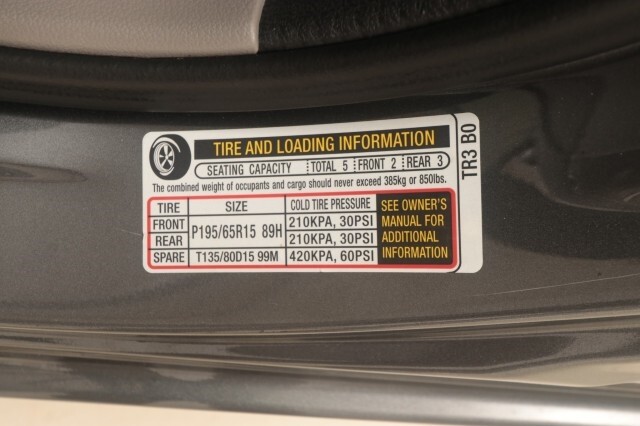 TIRE AND LOADING INFORMATION
SEATING CAPACITY TOTAL 5 FRONT 2 REAR 3
The combined weight of occupants and cargo should never exceed 385kg or 850lbs.
TIRE SIZE COLD TIRE PRESSURE
FRONT P195/65R15 89H 210KPA, 30PSI
REAR 210KPA, 30PSI
SPARE T135/80D15 99M 420KPA, 60PSI
SEE OWNER'S
MANUAL FOR
ADDITIONAL
INFORMATION
TR3 B0